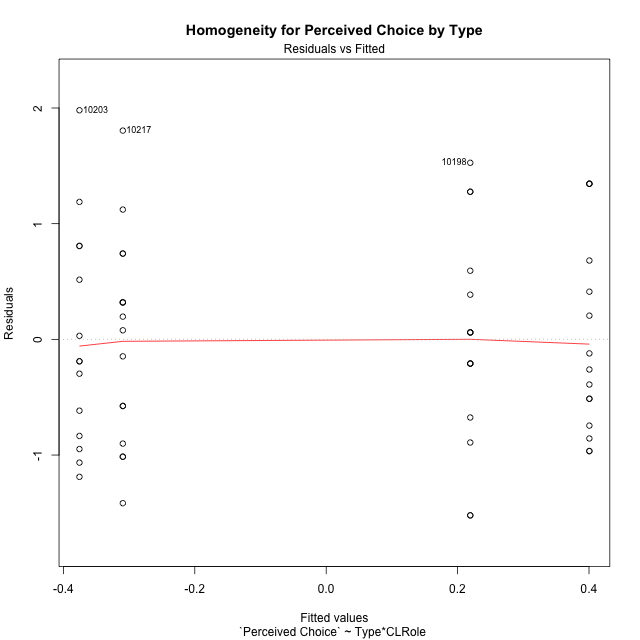 Homogeneity for Perceived Choice by Type
Residuals vs Fitted
2
10203
10217
10198
1
Residuals
0
-1
-0.4
-0.2
0.0
0.2
0.4
Fitted values
`Perceived Choice` ~ Type*CLRole